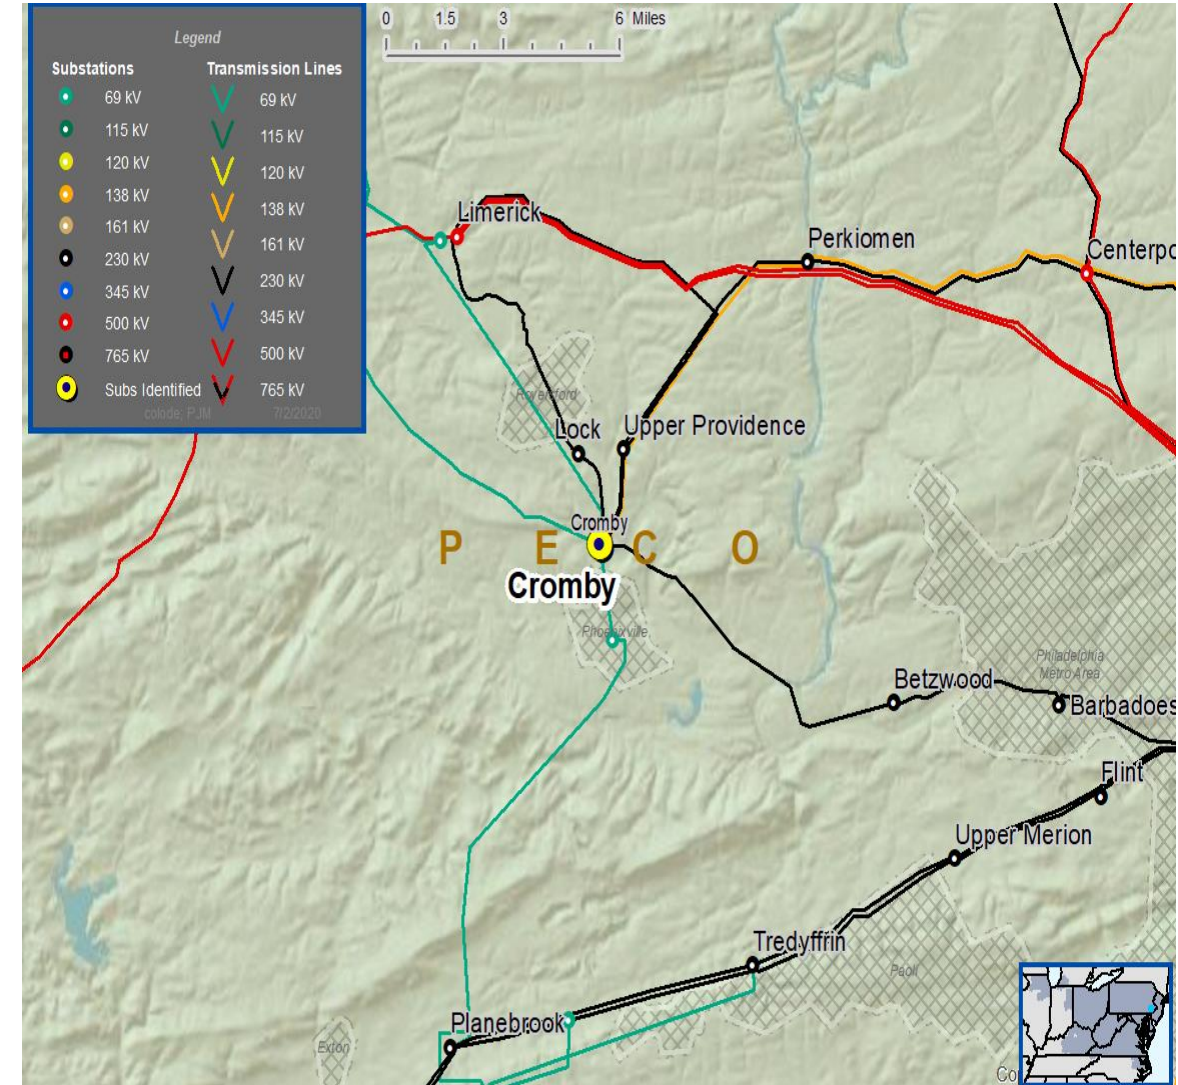 Legend
Substations
Transmission Lines
69 kV
69 kV
115 kV
115 kV
120 kV
120 kV
138 kV
138 kV
161 kV
161 kV
230 kV
230 kV
345 kV
345 kV
500 kV
500 kV
765 kV
765 kV
Subs Identified
colode: PJM 7/2/2020
0 1.5 3 6 Miles
Limerick
Perkiomen
Centerpo
Royersford
Lock
Upper Providence
Cromby
P E C O
Cromby
Phoenixville
Philadelphia
Metro Area
Betzwood
Barbadoes
Flint
Upper Merion
Tredyffrin
Paoli
Planebrook
Exton
Co